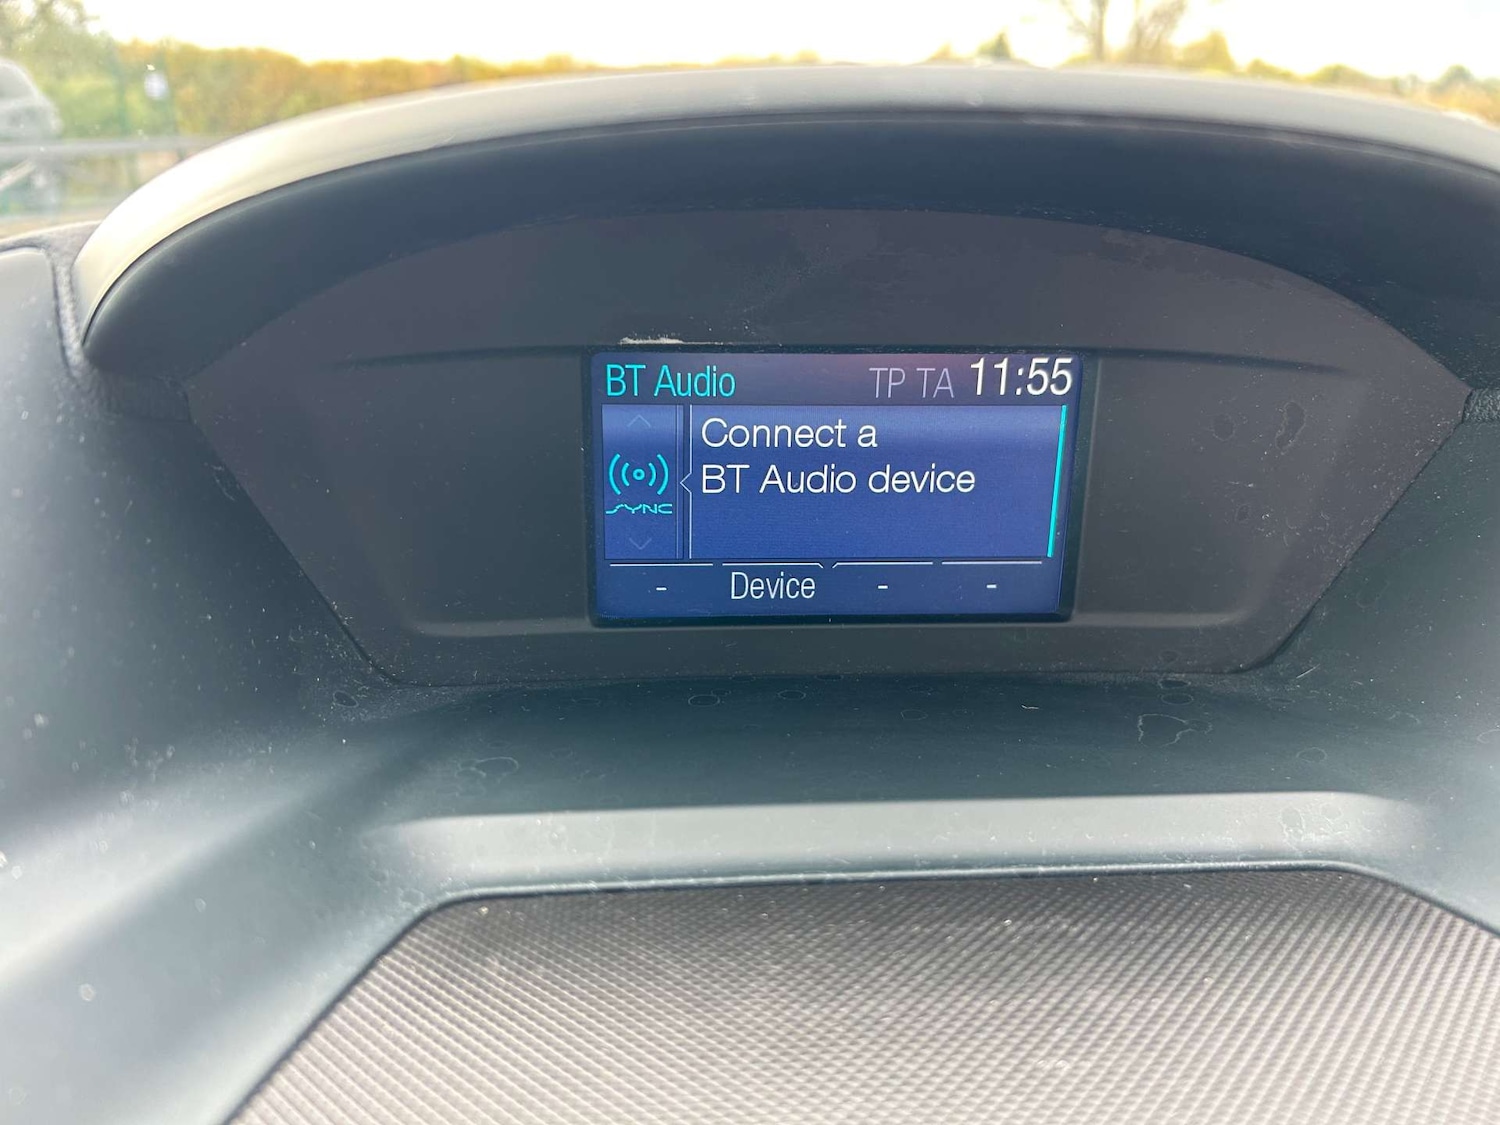 BT Audio TP TA 11:55
Connect a
BT Audio device
SYNC
- Device - -